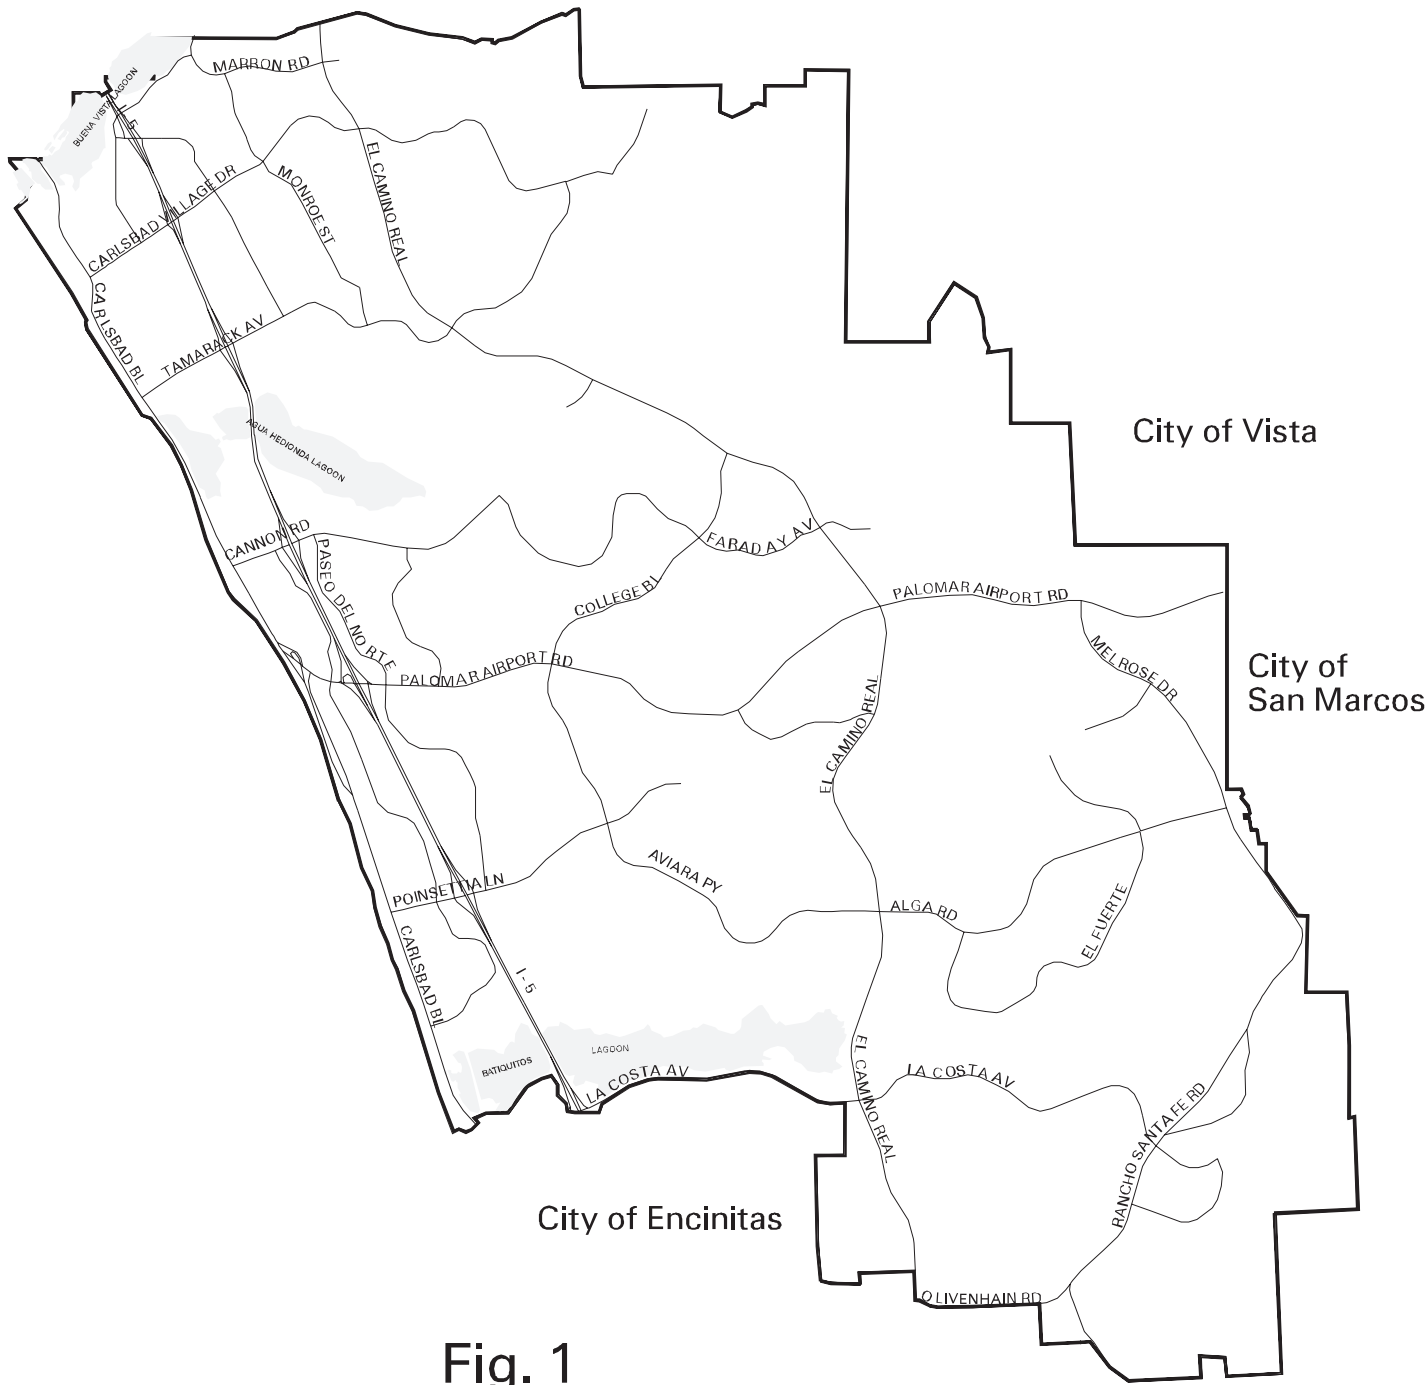 MARRON RD
BUENA VISTA LAGOON
I-5
EL CAMINO REAL
MONROE ST
CARLSBAD VILLAGE DR
CARLSBAD BL
TAMARACK AV
AGUA HEDIONDA LAGOON
City of Vista
CANNON RD
PASEO DEL NORTE
FARADAY AV
COLLEGE BL
PALOMAR AIRPORT RD
PALOMAR AIRPORT RD
MELROSE DR
City of
San Marcos
EL CAMINO REAL
POINSETTIA LN
AVIARA PY
ALGA RD
EL FUERTE
CARLSBAD BL
I-5
BATIQUITOS
LAGOON
LA COSTA AV
EL CAMINO REAL
LA COSTA AV
RANCHO SANTA FE RD
City of Encinitas
OLIVENHAIN RD
Fig. 1